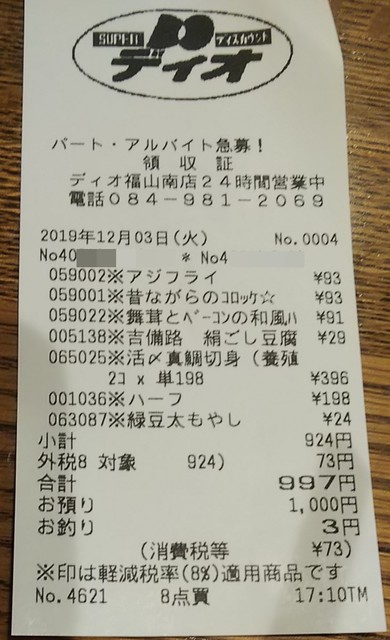 SUPER ディスカウント
ディオ
パート・アルバイト急募!
領収証
ディオ福山南店24時間営業中
電話084-981-2069
2019年12月03日(火) No.0004
No40 * No4
059002※アジフライ ¥93
059001※昔ながらのコロッケ☆ ¥93
059022※舞茸とベーコンの和風ハ ¥91
005138※吉備路 絹ごし豆腐 ¥29
065025※活〆真鯛切身(養殖
2コ x 単198 ¥396
001036※ハーフ ¥198
063087※緑豆太もやし ¥24
小計 924円
外税8 対象 924) 73円
合計 997円
お預り 1,000円
お釣り 3円
(消費税等 ¥73)
※印は軽減税率(8%)適用商品です
No.4621 8点買 17:10TM